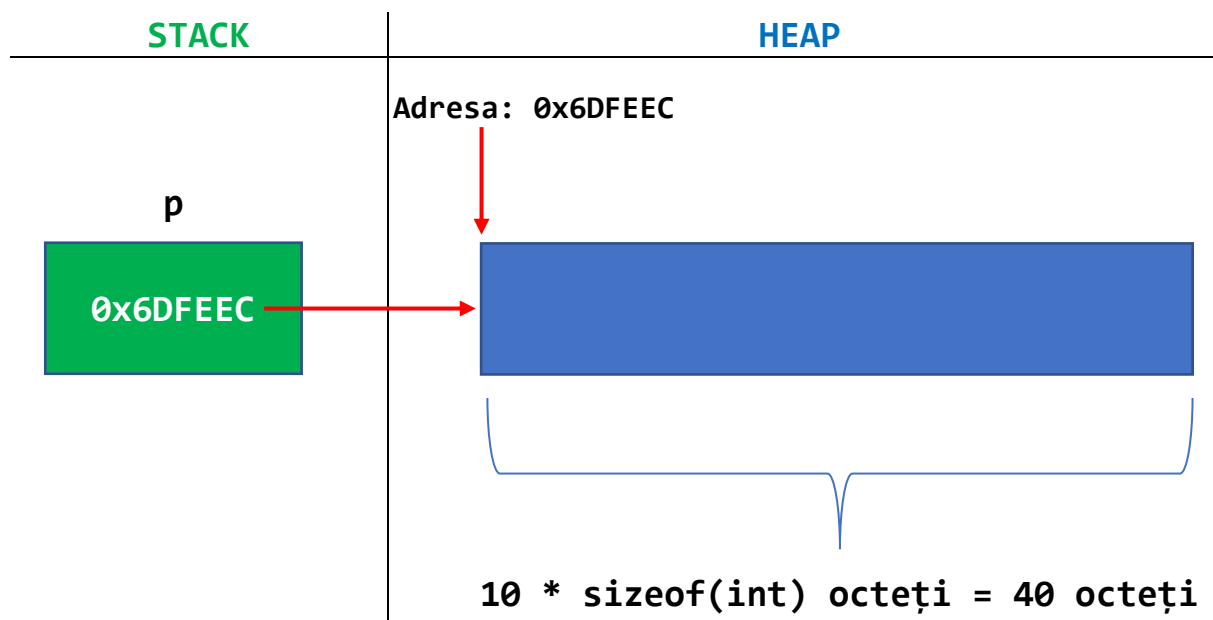 STACK
HEAP
Adresa: 0x6DFEEC
p
0x6DFEEC
10 * sizeof(int) octeți = 40 octeți